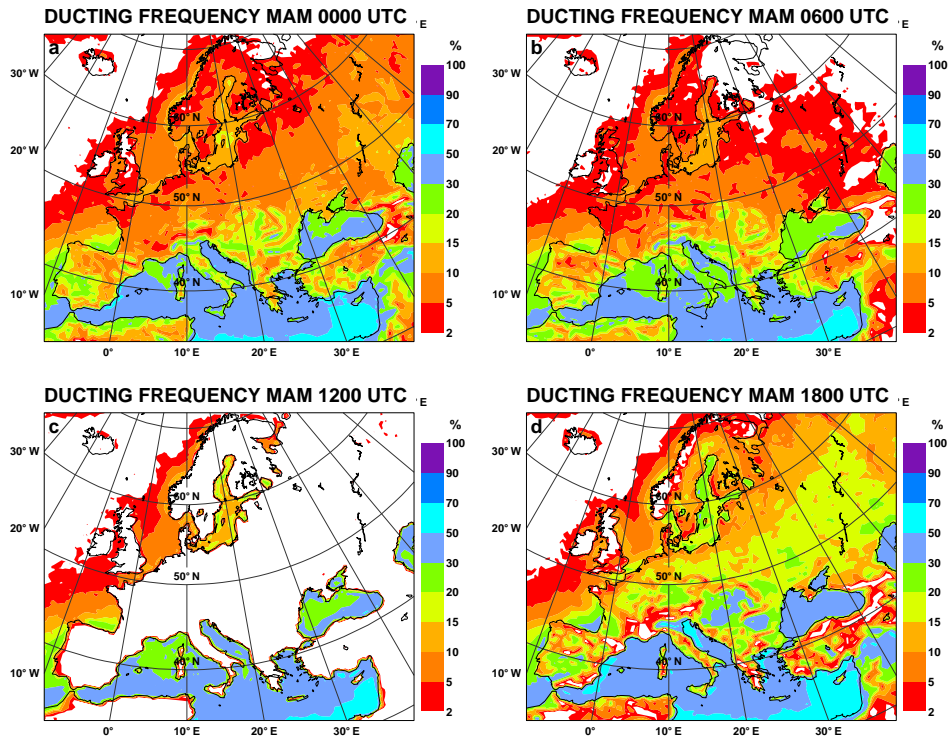 DUCTING FREQUENCY MAM 0000 UTC
E
a
%
100
90
70
50
30
20
15
10
5
2
30° W
20° W
10° W
60° N
50° N
40° N
0°
10° E
20° E
30° E
DUCTING FREQUENCY MAM 0600 UTC
E
b
%
100
90
70
50
30
20
15
10
5
2
30° W
20° W
10° W
60° N
50° N
40° N
0°
10° E
20° E
30° E
DUCTING FREQUENCY MAM 1200 UTC
E
c
%
100
90
70
50
30
20
15
10
5
2
30° W
20° W
10° W
60° N
50° N
40° N
0°
10° E
20° E
30° E
DUCTING FREQUENCY MAM 1800 UTC
E
d
%
100
90
70
50
30
20
15
10
5
2
30° W
20° W
10° W
60° N
50° N
40° N
0°
10° E
20° E
30° E